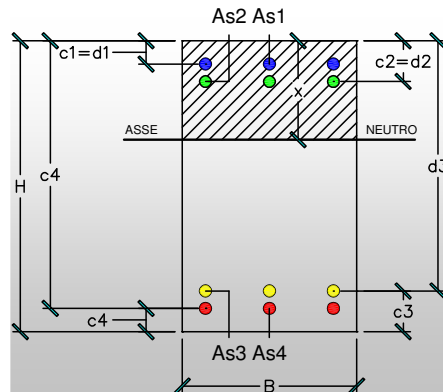 As2 As1
c1=d1
c2=d2
x
ASSE
NEUTRO
H
c4
d3
c4
c3
As3 As4
B